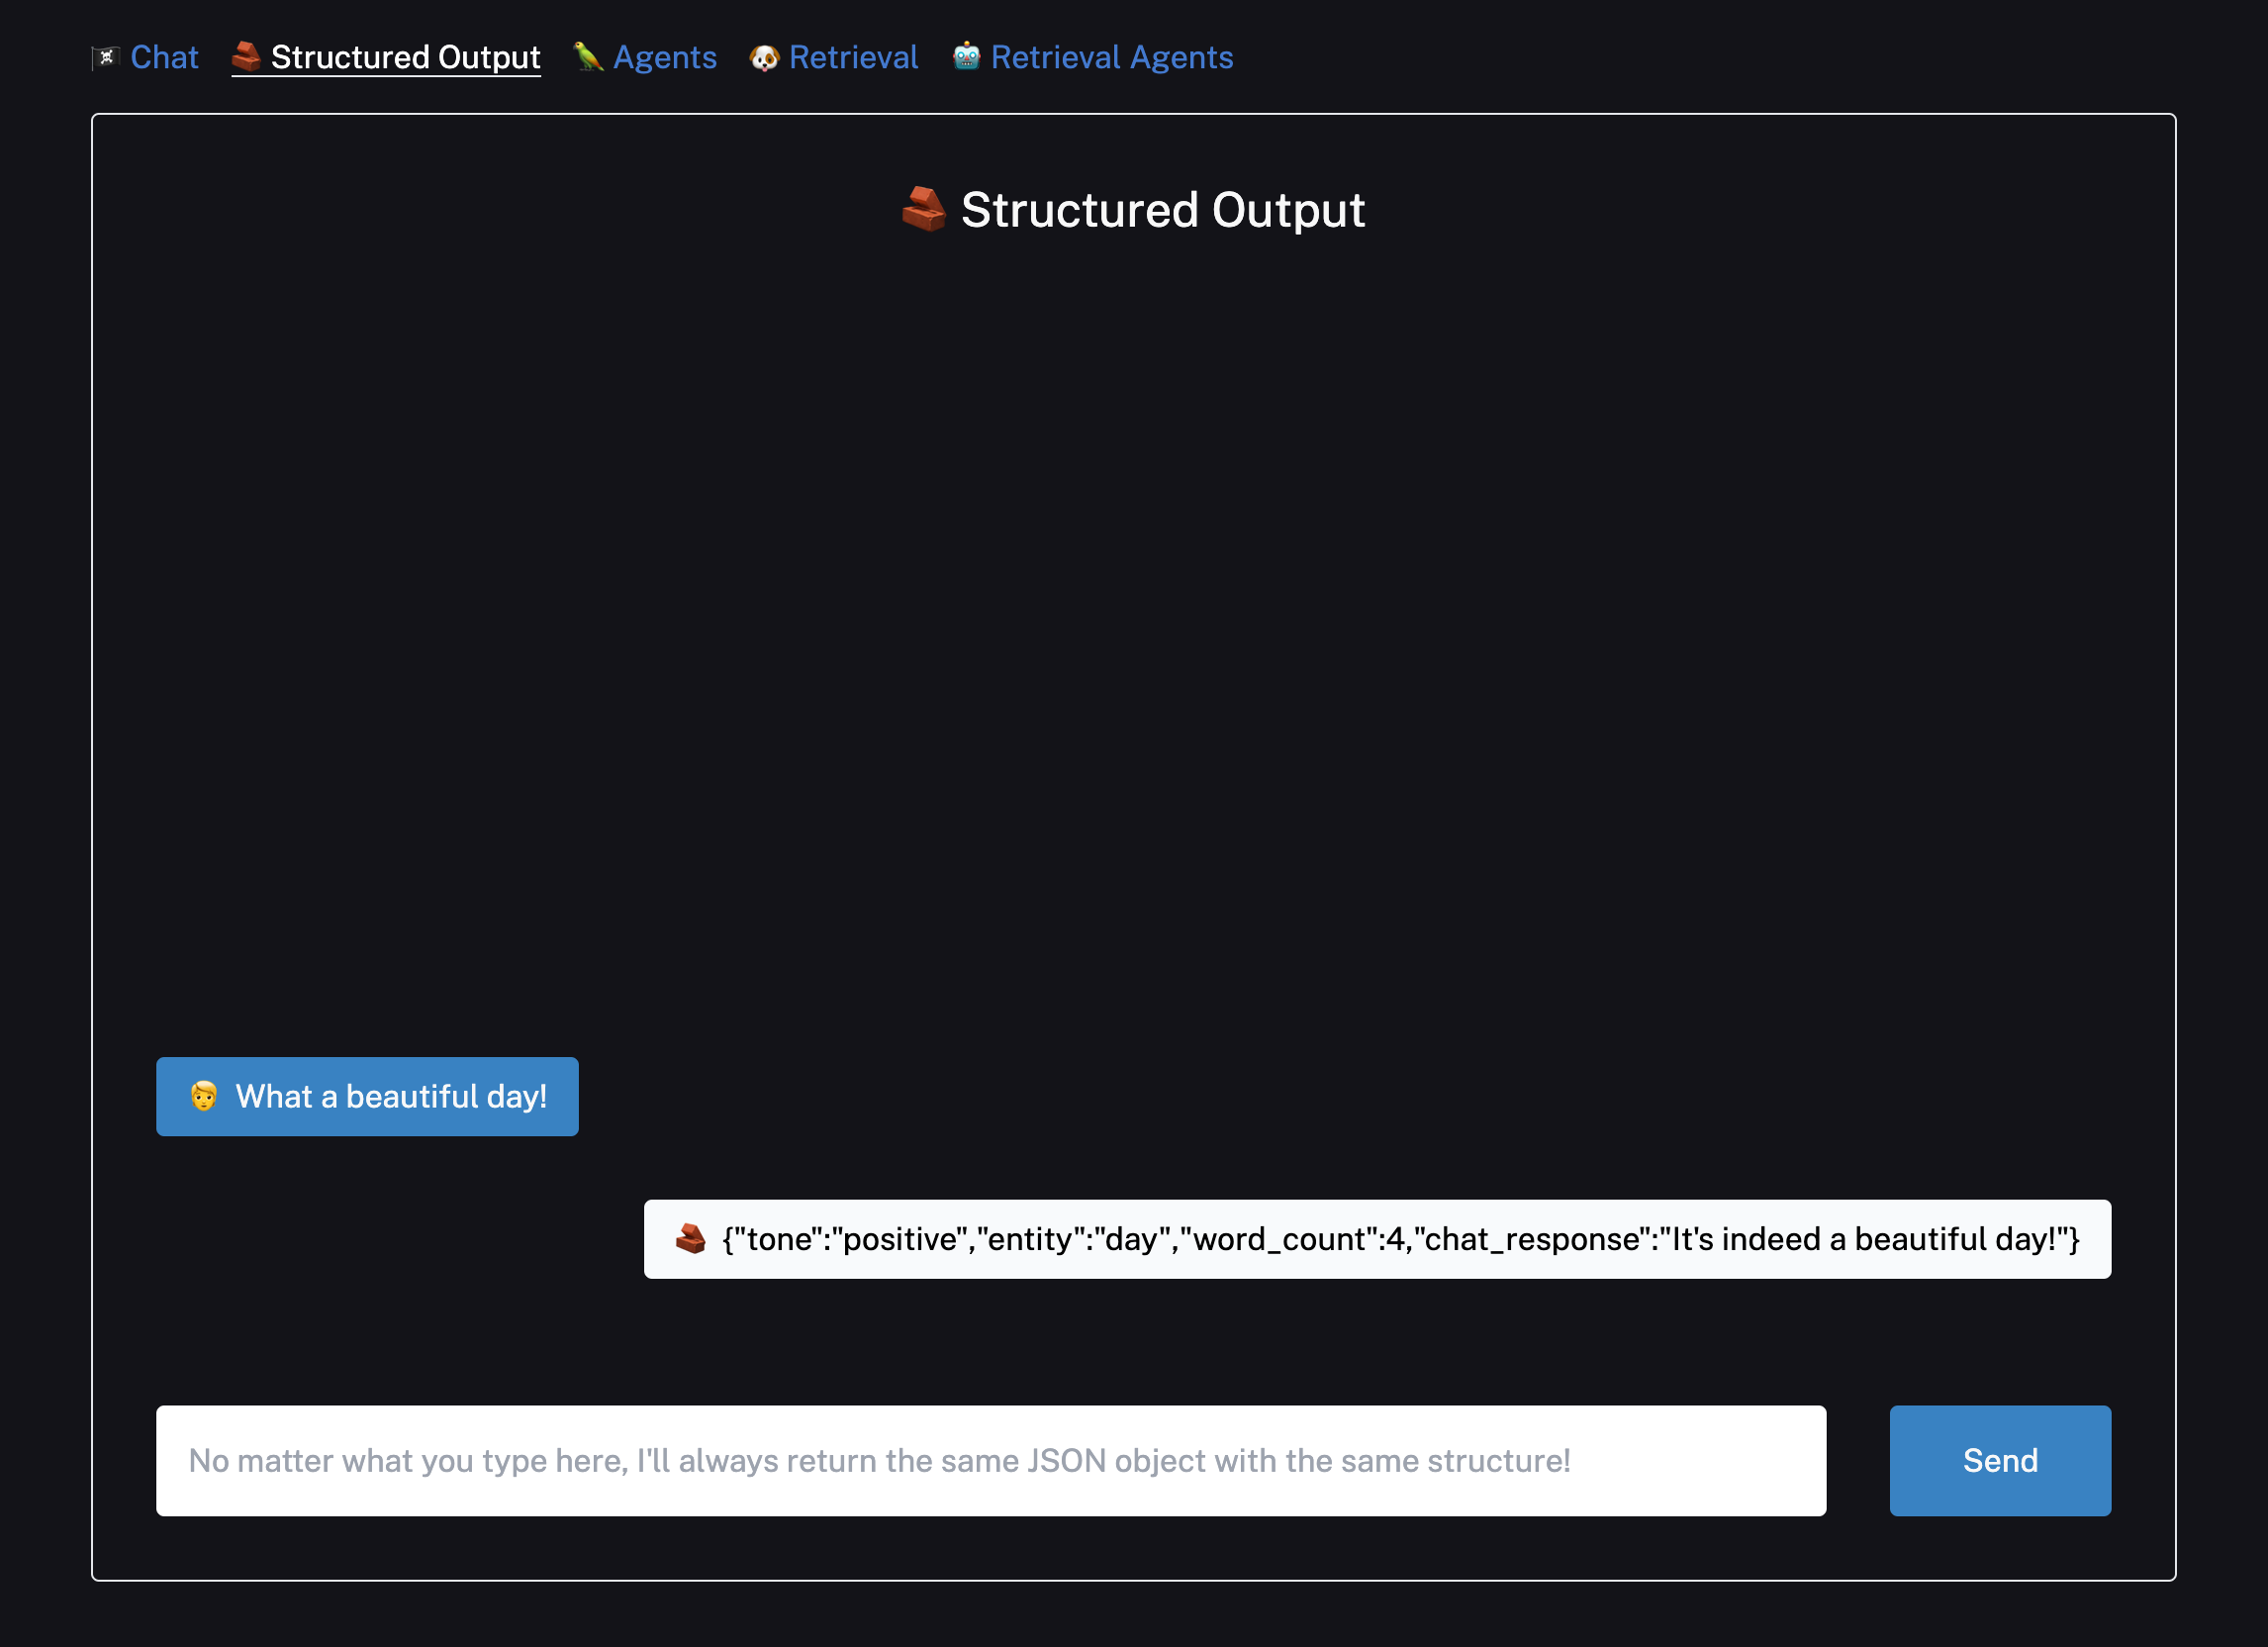 Chat Structured Output Agents Retrieval Retrieval Agents
Structured Output
What a beautiful day!
{"tone":"positive","entity":"day","word_count":4,"chat_response":"It's indeed a beautiful day!"}
No matter what you type here, I'll always return the same JSON object with the same structure! Send